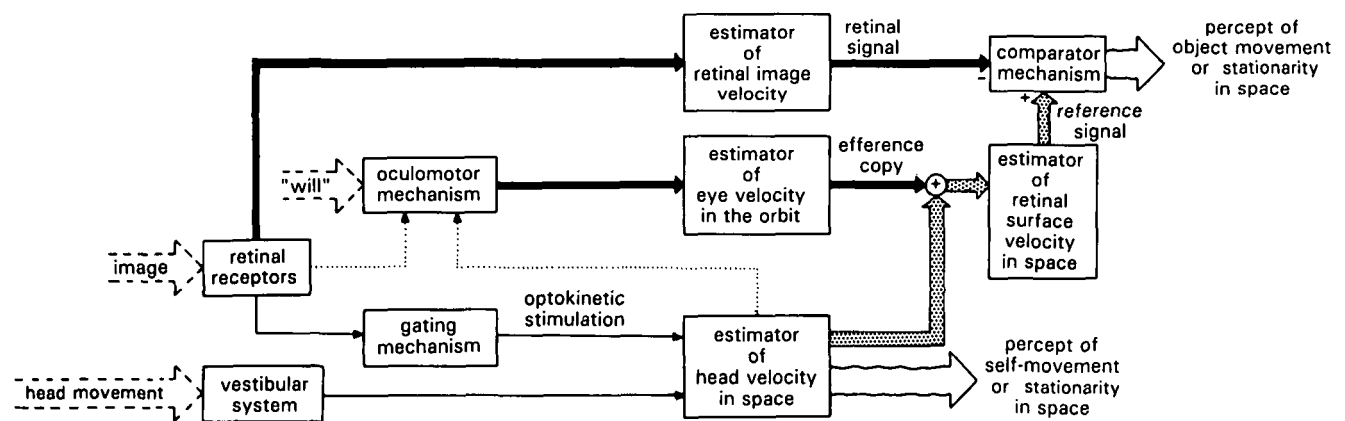 estimator
of
retinal image
velocity
retinal
signal
comparator
mechanism
-
+
percept of
object movement
or stationarity
in space
reference
signal
"will"
oculomotor
mechanism
estimator
of
eye velocity
in the orbit
efference
copy
+
estimator
of
retinal
surface
velocity
in space
image
retinal
receptors
gating
mechanism
optokinetic
stimulation
estimator
of
head velocity
in space
percept of
self-movement
or stationarity
in space
head movement
vestibular
system